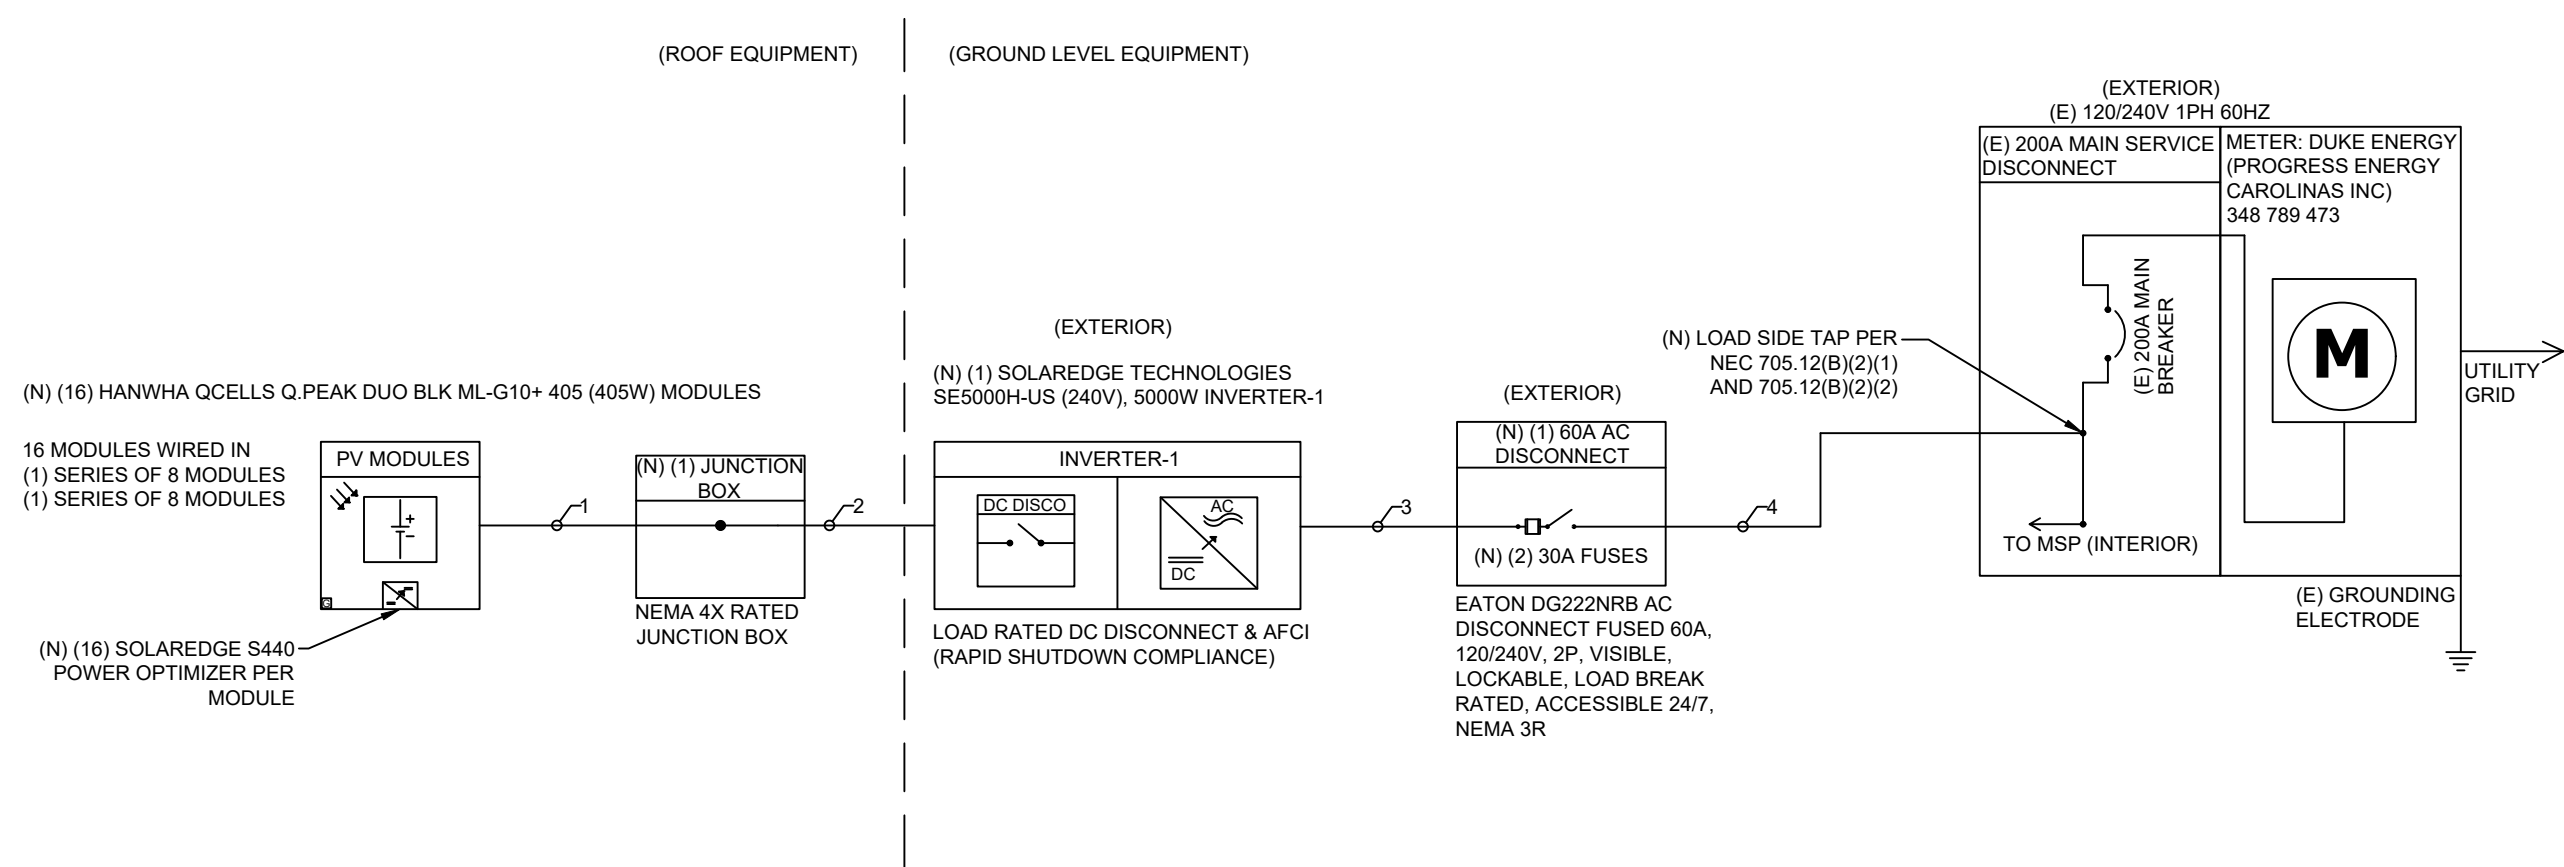 (ROOF EQUIPMENT)
(GROUND LEVEL EQUIPMENT)
(EXTERIOR)
(E) 120/240V 1PH 60HZ
(E) 200A MAIN SERVICE
DISCONNECT
METER: DUKE ENERGY
(PROGRESS ENERGY
CAROLINAS INC)
348 789 473
(E) 200A MAIN
BREAKER
M
UTILITY
GRID
(N) LOAD SIDE TAP PER
NEC 705.12(B)(2)(1)
AND 705.12(B)(2)(2)
TO MSP (INTERIOR)
(E) GROUNDING
ELECTRODE
(N) (16) HANWHA QCELLS Q.PEAK DUO BLK ML-G10+ 405 (405W) MODULES
16 MODULES WIRED IN
(1) SERIES OF 8 MODULES
(1) SERIES OF 8 MODULES
PV MODULES
+
-
G
(N) (16) SOLAREDGE S440
POWER OPTIMIZER PER
MODULE
1
(N) (1) JUNCTION
BOX
NEMA 4X RATED
JUNCTION BOX
2
(EXTERIOR)
(N) (1) SOLAREDGE TECHNOLOGIES
SE5000H-US (240V), 5000W INVERTER-1
INVERTER-1
DC DISCO
AC
DC
LOAD RATED DC DISCONNECT & AFCI
(RAPID SHUTDOWN COMPLIANCE)
3
(EXTERIOR)
(N) (1) 60A AC
DISCONNECT
(N) (2) 30A FUSES
EATON DG222NRB AC
DISCONNECT FUSED 60A,
120/240V, 2P, VISIBLE,
LOCKABLE, LOAD BREAK
RATED, ACCESSIBLE 24/7,
NEMA 3R
4